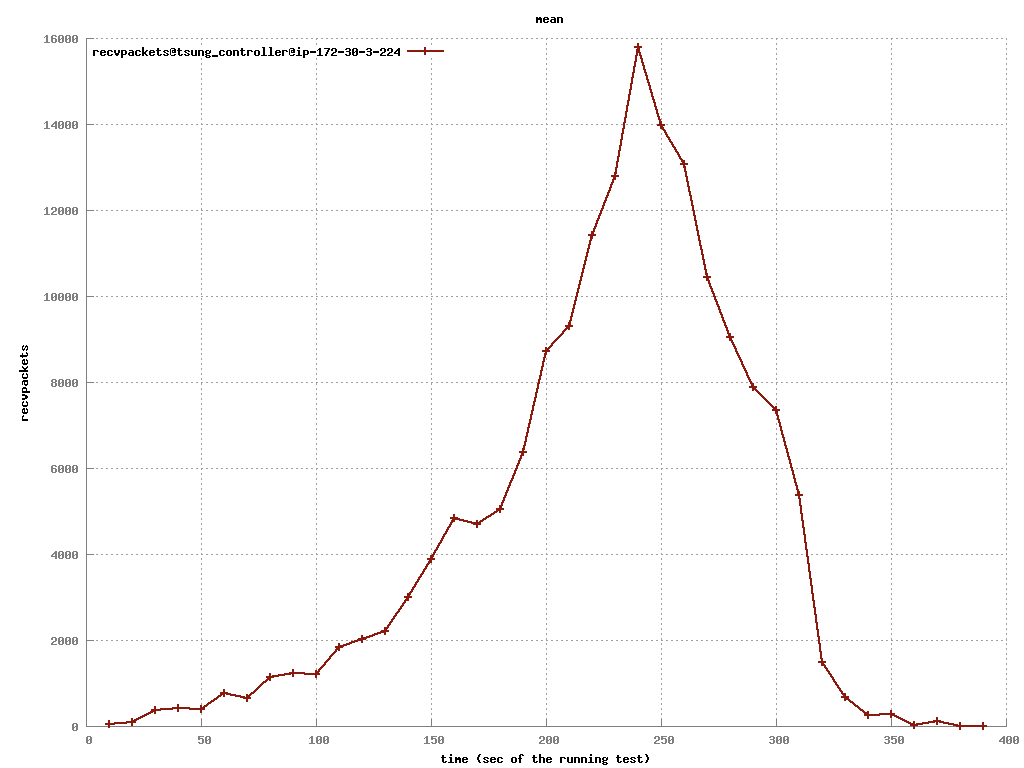 mean
recvpackets@tsung_controller@ip-172-30-3-224
16000
14000
12000
10000
8000
6000
4000
2000
0
recvpackets
0 50 100 150 200 250 300 350 400
time (sec of the running test)